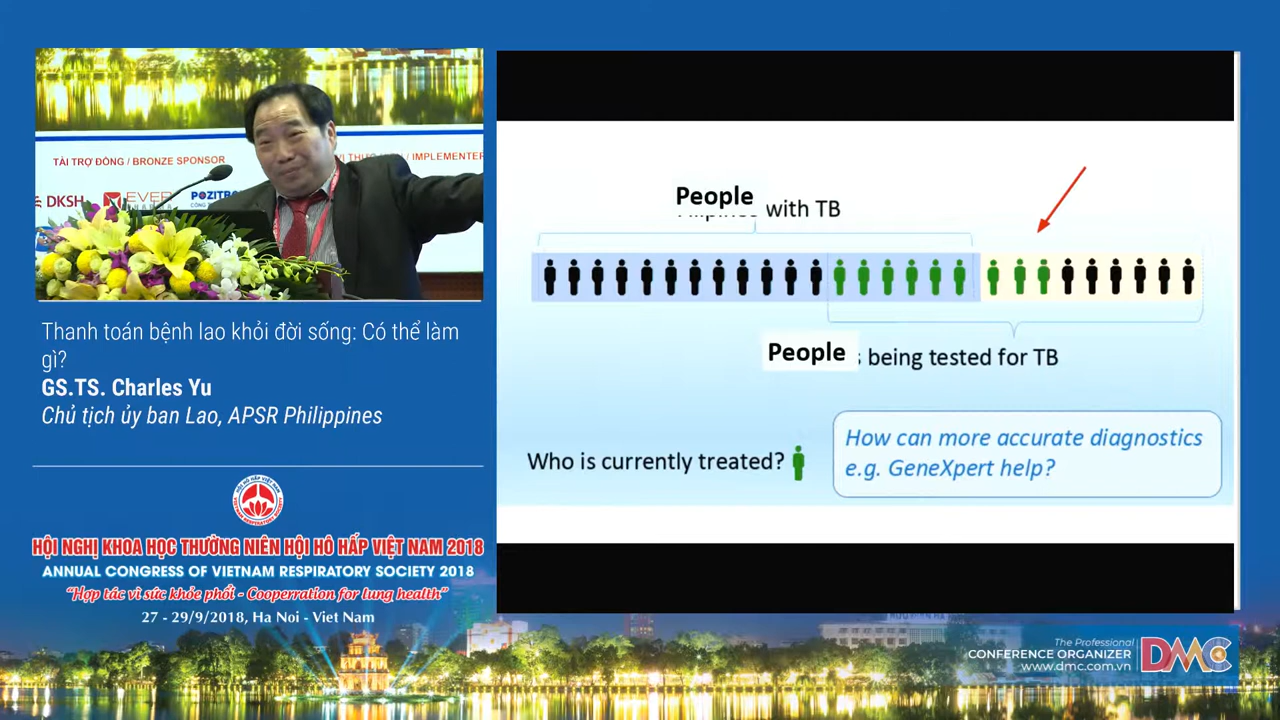 TÀI TRỢ ĐỒNG / BRONZE SPONSOR
/ IMPLEMENTER
DKSH
EVER
Thanh toán bệnh lao khỏi đời sống: Có thể làm
gì?
GS.TS. Charles Yu
Chủ tịch ủy ban Lao, APSR Philippines
HỘI NGHỊ KHOA HỌC THƯỜNG NIÊN HỘI HÔ HẤP VIỆT NAM 2018
ANNUAL CONGRESS OF VIETNAM RESPIRATORY SOCIETY 2018
"Hợp tác vì sức khỏe phổi - Cooperration for lung health"
27 - 29/9/2018, Ha Noi - Viet Nam
People
with TB
People
being tested for TB
Who is currently treated?
How can more accurate diagnostics
e.g. GeneXpert help?
The Professional
CONFERENCE ORGANIZER
www.dmc.com.vn
DMC